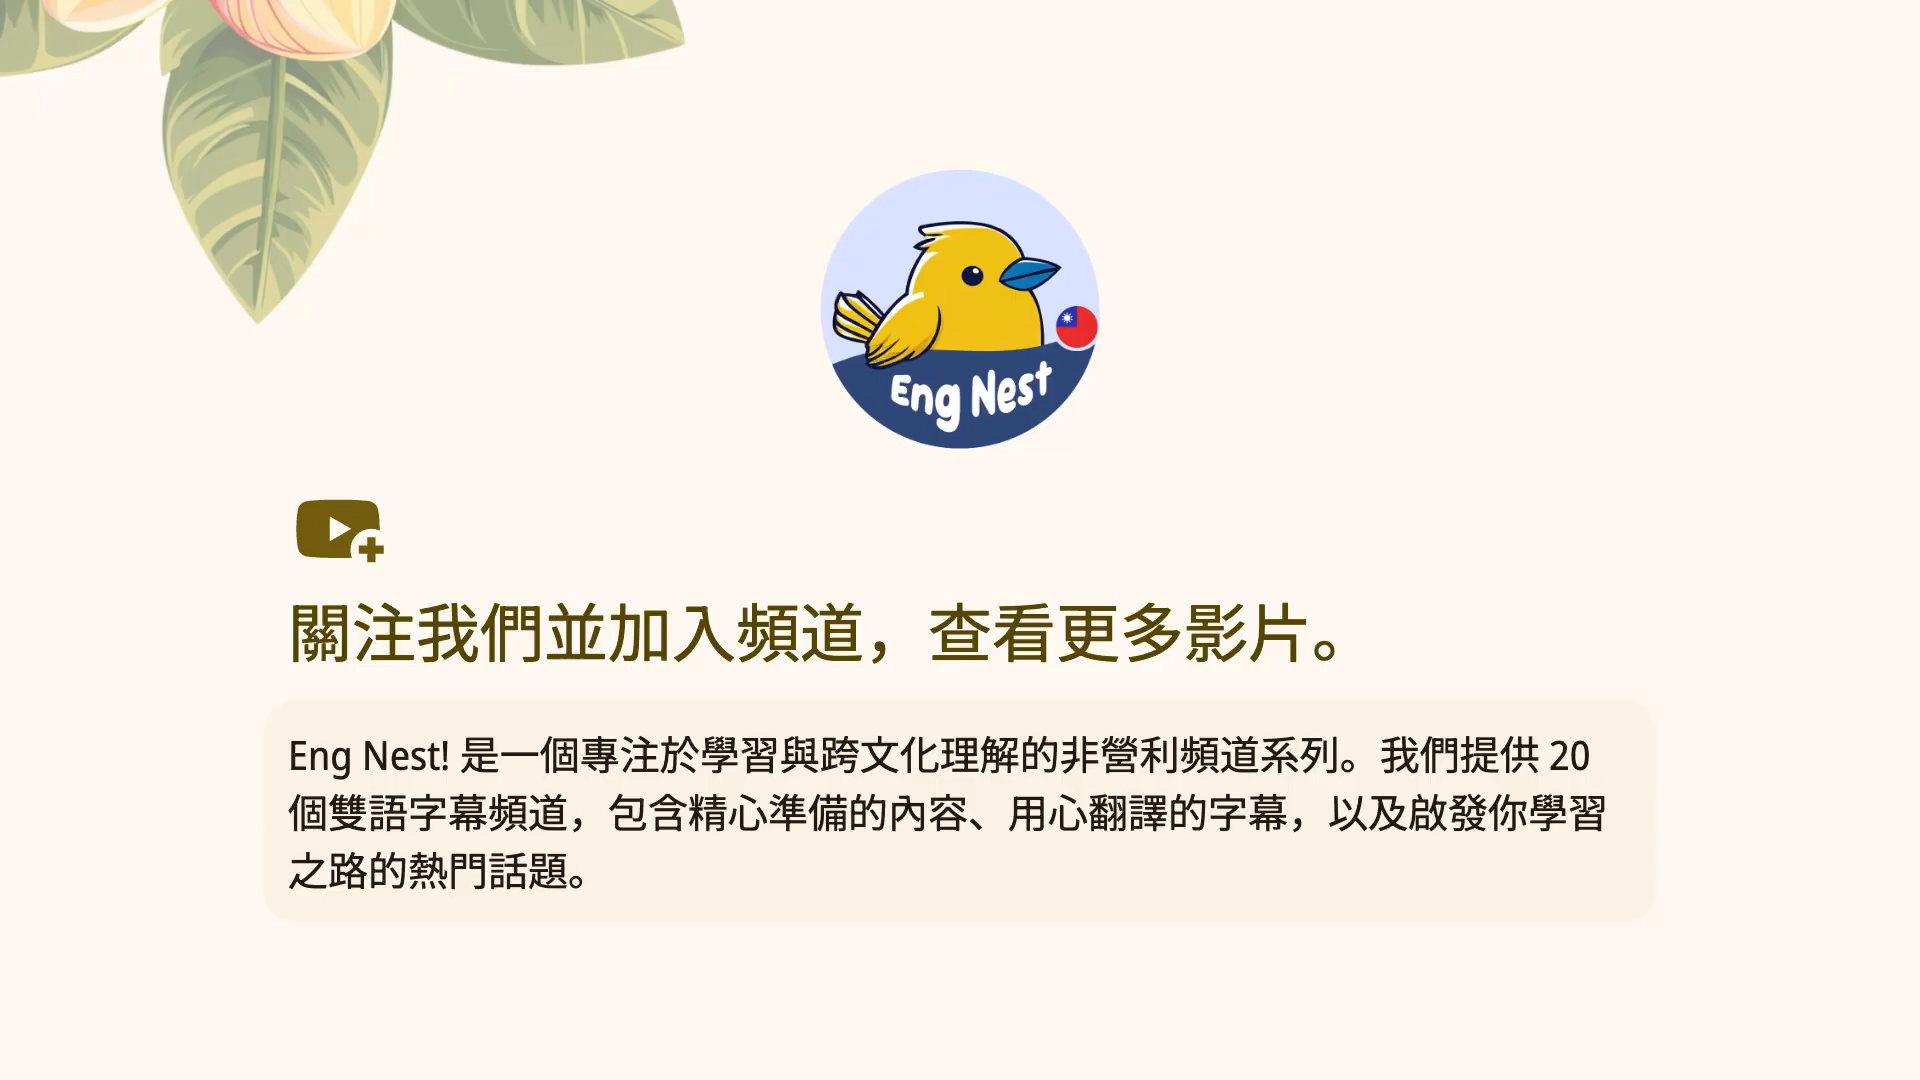 Eng Nest
關注我們並加入頻道，查看更多影片。
Eng Nest! 是一個專注於學習與跨文化理解的非營利頻道系列。我們提供 20
個雙語字幕頻道，包含精心準備的內容、用心翻譯的字幕，以及啟發你學習
之路的熱門話題。